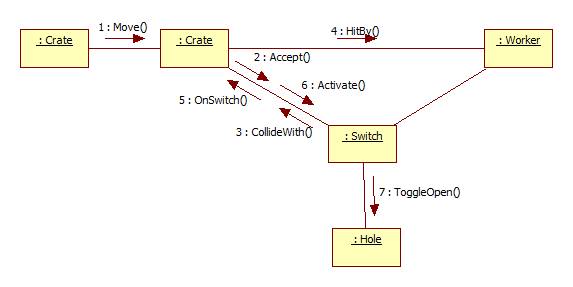 1 : Move()
4 : HitBy()
: Crate
: Crate
: Worker
2 : Accept()
6 : Activate()
5 : OnSwitch()
3 : CollideWith()
: Switch
7 : ToggleOpen()
: Hole